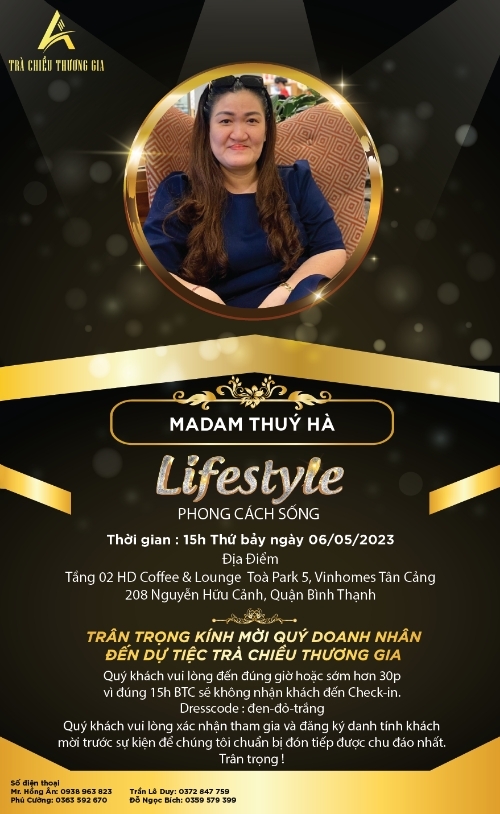 TRÀ CHIỀU THƯƠNG GIA
MADAM THUÝ HÀ
Lifestyle
PHONG CÁCH SỐNG
Thời gian : 15h Thứ bảy ngày 06/05/2023
Địa Điểm
Tầng 02 HD Coffee & Lounge Toà Park 5, Vinhomes Tân Cảng
208 Nguyễn Hữu Cảnh, Quận Bình Thạnh
TRÂN TRỌNG KÍNH MỜI QUÝ DOANH NHÂN
ĐẾN DỰ TIỆC TRÀ CHIỀU THƯƠNG GIA
Quý khách vui lòng đến đúng giờ hoặc sớm hơn 30p
vì đúng 15h BTC sẽ không nhận khách đến Check-in.
Dresscode : đen-đỏ-trắng
Quý khách vui lòng xác nhận tham gia và đăng ký danh tính khách
mời trước sự kiện để chúng tôi chuẩn bị đón tiếp được chu đáo nhất.
Trân trọng !
Số điện thoại
Mr. Hồng Ân: 0938 963 823 Trần Lê Duy: 0372 847 759
Phú Cường: 0363 592 670 Đỗ Ngọc Bích: 0359 579 399